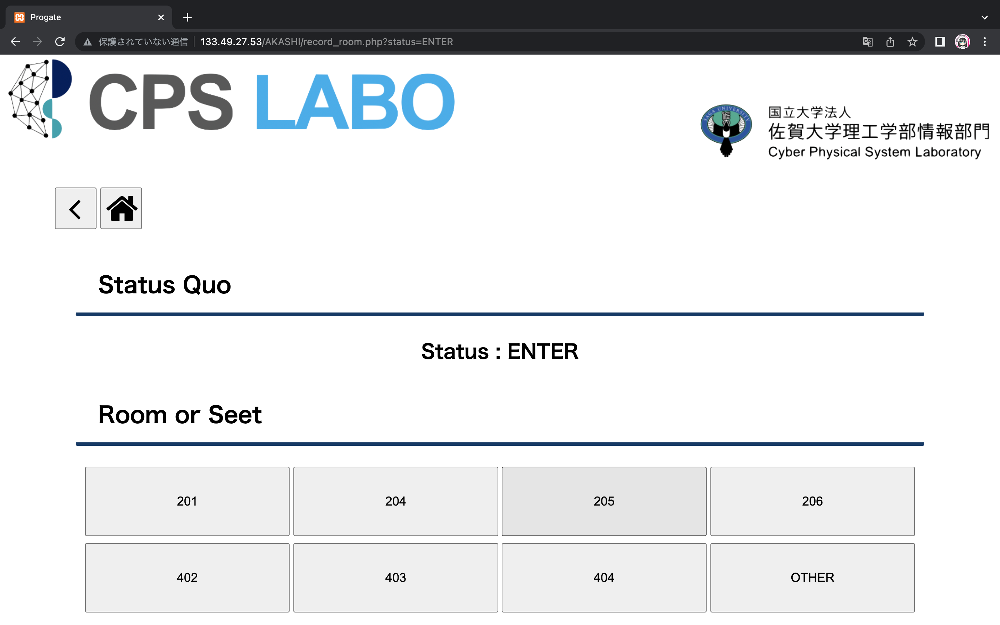 Progate
保護されていない通信 133.49.27.53/AKASHI/record_room.php?status=ENTER
CPS LABO
SAGA UNIVERSITY
国立大学法人
佐賀大学理工学部情報部門
Cyber Physical System Laboratory
Status Quo
Status : ENTER
Room or Seet
201 204 205 206
402 403 404 OTHER